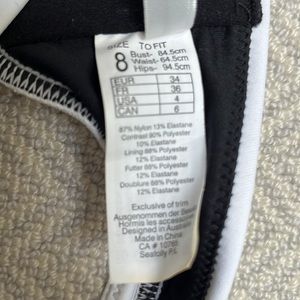 SIZE TO FIT
8
Bust- 84.5cm
Waist- 64.5cm
Hips- 94.5cm
EUR 34
FR 36
USA 4
CAN 6
87% Nylon 13% Elastane
Contrast 90% Polyester
10% Elastane
Lining 88% Polyester
12% Elastane
Futter 88% Polyester
12% Elastane
Doublure 88% Polyester
12% Elastane
Exclusive of trim
Ausgenommen der Besatz
Hormis les accessoires
Designed in Australia
Made in China
CA # 10765
Seafolly P/L